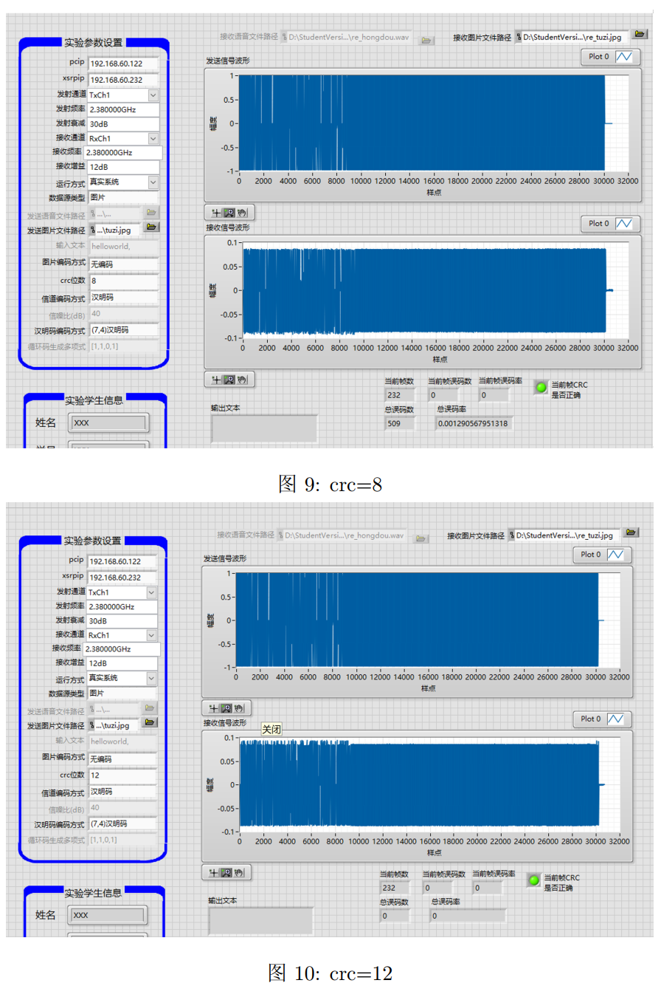 接收语音文件路径 D:\StudentVersi...\re_hongdou.wav 接收图片文件路径 D:\StudentVersi...\re_tuzi.jpg
实验参数设置
pcip 192.168.60.122
xsrpip 192.168.60.232
发射通道 TxCh1
发射频率 2.380000GHz
发射衰减 30dB
接收通道 RxCh1
接收频率 2.380000GHz
接收增益 12dB
运行方式 真实系统
数据源类型 图片
发送语音文件路径 ...\...
发送图片文件路径 ...\tuzi.jpg
输入文本 helloworld,
图片编码方式 无编码
crc位数 8
信道编码方式 汉明码
信噪比(dB) 40
汉明码编码方式 (7,4)汉明码
循环码生成多项式 [1,1,0,1]
实验学生信息
姓名 XXX
发送信号波形 Plot 0
幅度
1
0.5
0
-0.5
-1
0 2000 4000 6000 8000 10000 12000 14000 16000 18000 20000 22000 24000 26000 28000 30000 32000
样点
接收信号波形 Plot 0
幅度
0.1
0.05
0
-0.05
-0.1
0 2000 4000 6000 8000 10000 12000 14000 16000 18000 20000 22000 24000 26000 28000 30000 32000
样点
当前帧数 当前帧误码数 当前帧误码率 当前帧CRC
232 0 0 是否正确
总误码数 总误码率
509 0.001290567951318
输出文本
图 9: crc=8
接收语音文件路径 D:\StudentVersi...\re_hongdou.wav 接收图片文件路径 D:\StudentVersi...\re_tuzi.jpg
实验参数设置
pcip 192.168.60.122
xsrpip 192.168.60.232
发射通道 TxCh1
发射频率 2.380000GHz
发射衰减 30dB
接收通道 RxCh1
接收频率 2.380000GHz
接收增益 12dB
运行方式 真实系统
数据源类型 图片
发送语音文件路径 ...\...
发送图片文件路径 ...\tuzi.jpg
输入文本 helloworld,
图片编码方式 无编码
crc位数 12
信道编码方式 汉明码
信噪比(dB) 40
汉明码编码方式 (7,4)汉明码
循环码生成多项式 [1,1,0,1]
实验学生信息
姓名 XXX
发送信号波形 Plot 0
幅度
1
0.5
0
-0.5
-1
0 2000 4000 6000 8000 10000 12000 14000 16000 18000 20000 22000 24000 26000 28000 30000 32000
样点
接收信号波形 关闭 Plot 0
幅度
0.1
0.05
0
-0.05
-0.1
0 2000 4000 6000 8000 10000 12000 14000 16000 18000 20000 22000 24000 26000 28000 30000 32000
样点
当前帧数 当前帧误码数 当前帧误码率 当前帧CRC
232 0 0 是否正确
总误码数 总误码率
0 0
输出文本
图 10: crc=12